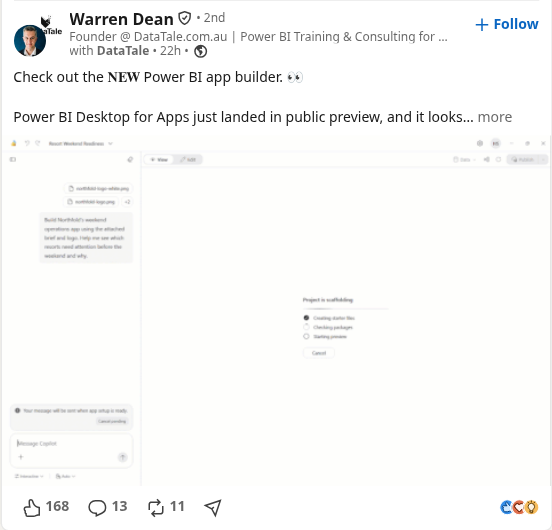 Warren Dean • 2nd
+ Follow
Founder @ DataTale.com.au | Power BI Training & Consulting for ...
with DataTale • 22h •
Check out the NEW Power BI app builder. 👀
Power BI Desktop for Apps just landed in public preview, and it looks... more
Resort Weekend Readiness
View
Edit
Data
Publish
northfold-logo-white.png
northfold-logo.png
+2
Build Northfold's weekend
operations app using the attached
brief and logo. Help me see which
resorts need attention before the
weekend and why.
Project is scaffolding.
Creating starter files
Checking packages
Starting preview
Cancel
Your message will be sent when app setup is ready.
Cancel pending
Message Copilot
168
13
11